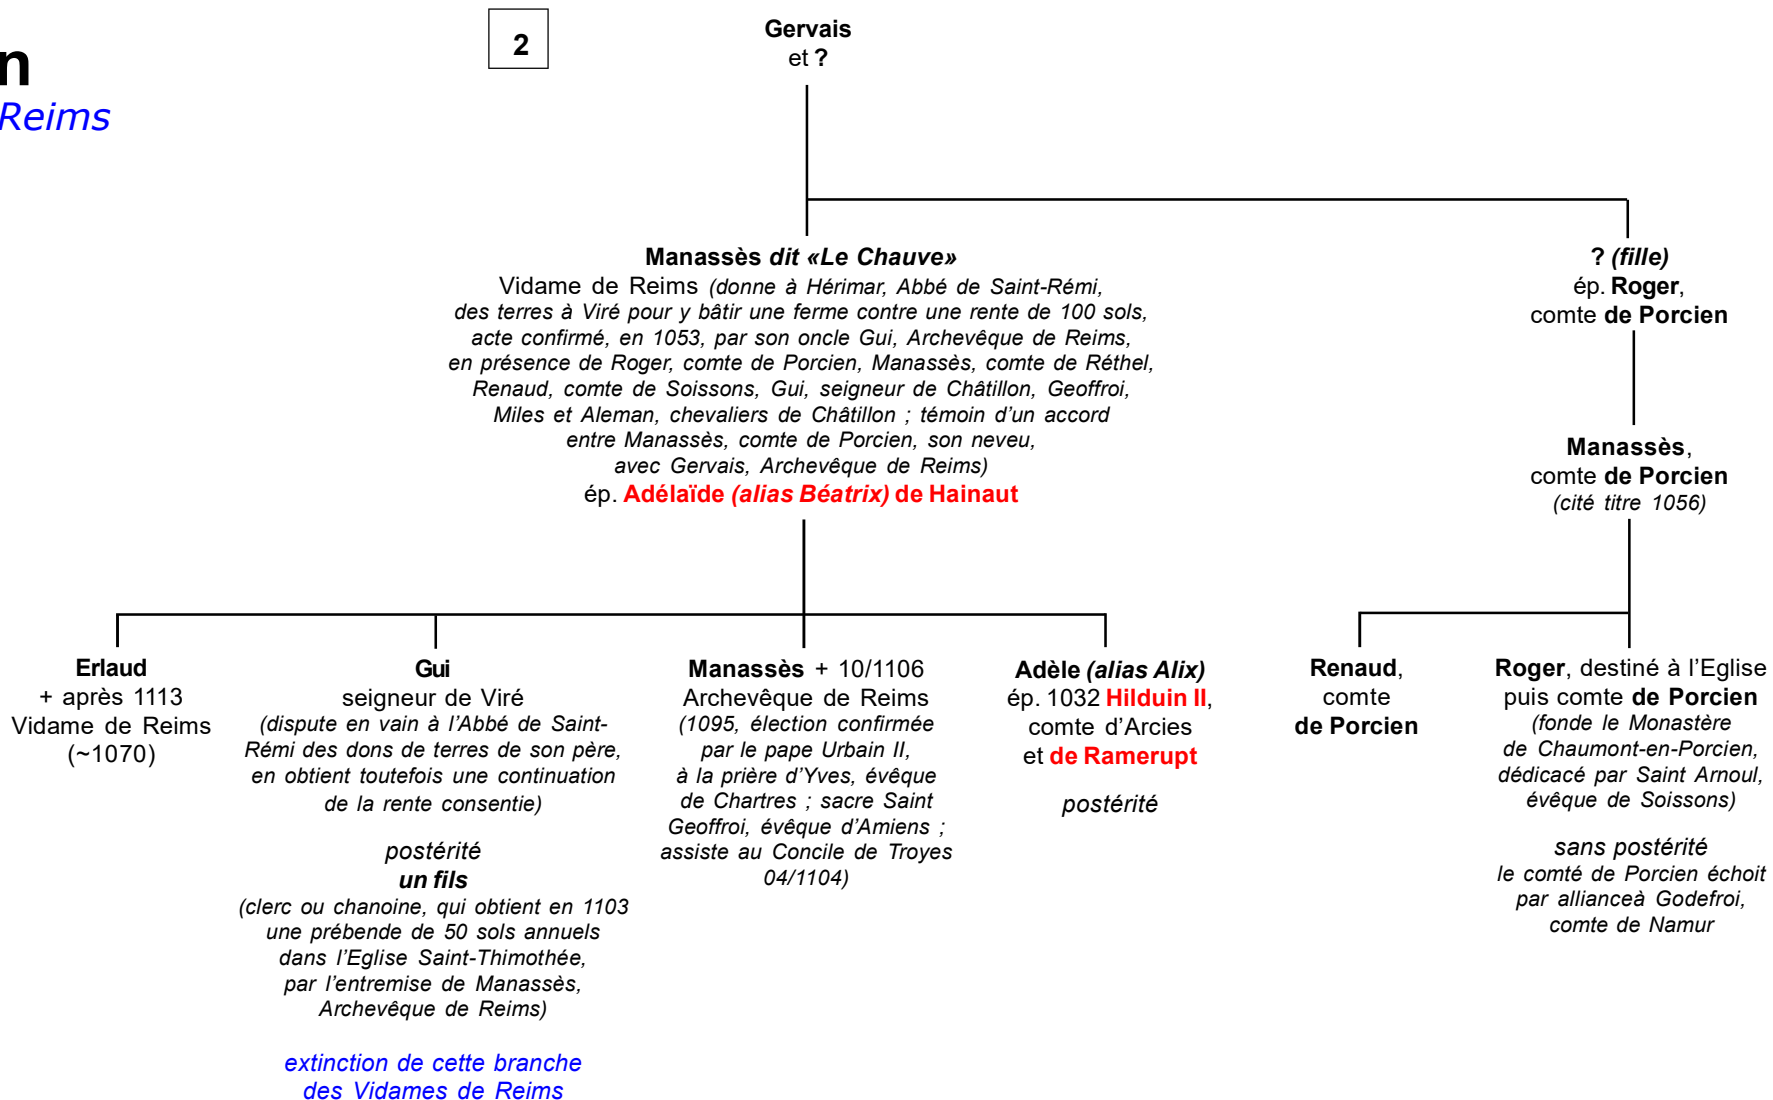 n
Reims
2
Gervais
et ?
Manassès dit «Le Chauve»
Vidame de Reims (donne à Hérimar, Abbé de Saint-Rémi,
des terres à Viré pour y bâtir une ferme contre une rente de 100 sols,
acte confirmé, en 1053, par son oncle Gui, Archevêque de Reims,
en présence de Roger, comte de Porcien, Manassès, comte de Réthel,
Renaud, comte de Soissons, Gui, seigneur de Châtillon, Geoffroi,
Miles et Aleman, chevaliers de Châtillon ; témoin d'un accord
entre Manassès, comte de Porcien, son neveu,
avec Gervais, Archevêque de Reims)
ép. Adélaïde (alias Béatrix) de Hainaut
? (fille)
ép. Roger,
comte de Porcien
Manassès,
comte de Porcien
(cité titre 1056)
Erlaud
+ après 1113
Vidame de Reims
(~1070)
Gui
seigneur de Viré
(dispute en vain à l'Abbé de Saint-
Rémi des dons de terres de son père,
en obtient toutefois une continuation
de la rente consentie)
postérité
un fils
(clerc ou chanoine, qui obtient en 1103
une prébende de 50 sols annuels
dans l'Eglise Saint-Thimothée,
par l'entremise de Manassès,
Archevêque de Reims)
extinction de cette branche
des Vidames de Reims
Manassès + 10/1106
Archevêque de Reims
(1095, élection confirmée
par le pape Urbain II,
à la prière d'Yves, évêque
de Chartres ; sacre Saint
Geoffroi, évêque d'Amiens ;
assiste au Concile de Troyes
04/1104)
Adèle (alias Alix)
ép. 1032 Hilduin II,
comte d'Arcies
et de Ramerupt
postérité
Renaud,
comte
de Porcien
Roger, destiné à l'Eglise
puis comte de Porcien
(fonde le Monastère
de Chaumont-en-Porcien,
dédicacé par Saint Arnoul,
évêque de Soissons)
sans postérité
le comté de Porcien échoit
par allianceà Godefroi,
comte de Namur